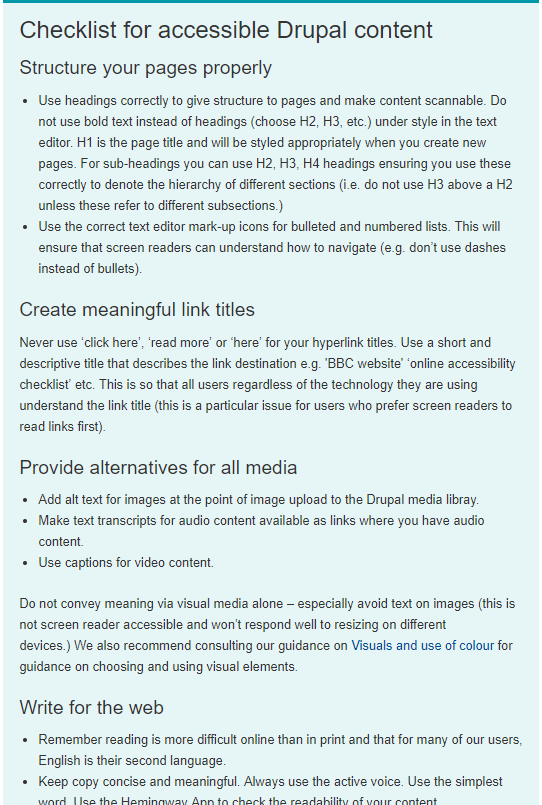 Checklist for accessible Drupal content
Structure your pages properly
• Use headings correctly to give structure to pages and make content scannable. Do
not use bold text instead of headings (choose H2, H3, etc.) under style in the text
editor. H1 is the page title and will be styled appropriately when you create new
pages. For sub-headings you can use H2, H3, H4 headings ensuring you use these
correctly to denote the hierarchy of different sections (i.e. do not use H3 above a H2
unless these refer to different subsections.)
• Use the correct text editor mark-up icons for bulleted and numbered lists. This will
ensure that screen readers can understand how to navigate (e.g. don’t use dashes
instead of bullets).
Create meaningful link titles
Never use ‘click here’, ‘read more’ or ‘here’ for your hyperlink titles. Use a short and
descriptive title that describes the link destination e.g. 'BBC website' ‘online accessibility
checklist’ etc. This is so that all users regardless of the technology they are using
understand the link title (this is a particular issue for users who prefer screen readers to
read links first).
Provide alternatives for all media
• Add alt text for images at the point of image upload to the Drupal media libray.
• Make text transcripts for audio content available as links where you have audio
content.
• Use captions for video content.
Do not convey meaning via visual media alone – especially avoid text on images (this is
not screen reader accessible and won’t respond well to resizing on different
devices.) We also recommend consulting our guidance on Visuals and use of colour for
guidance on choosing and using visual elements.
Write for the web
• Remember reading is more difficult online than in print and that for many of our users,
English is their second language.
• Keep copy concise and meaningful. Always use the active voice. Use the simplest
word. Use the Hemingway App to check the readability of your content.